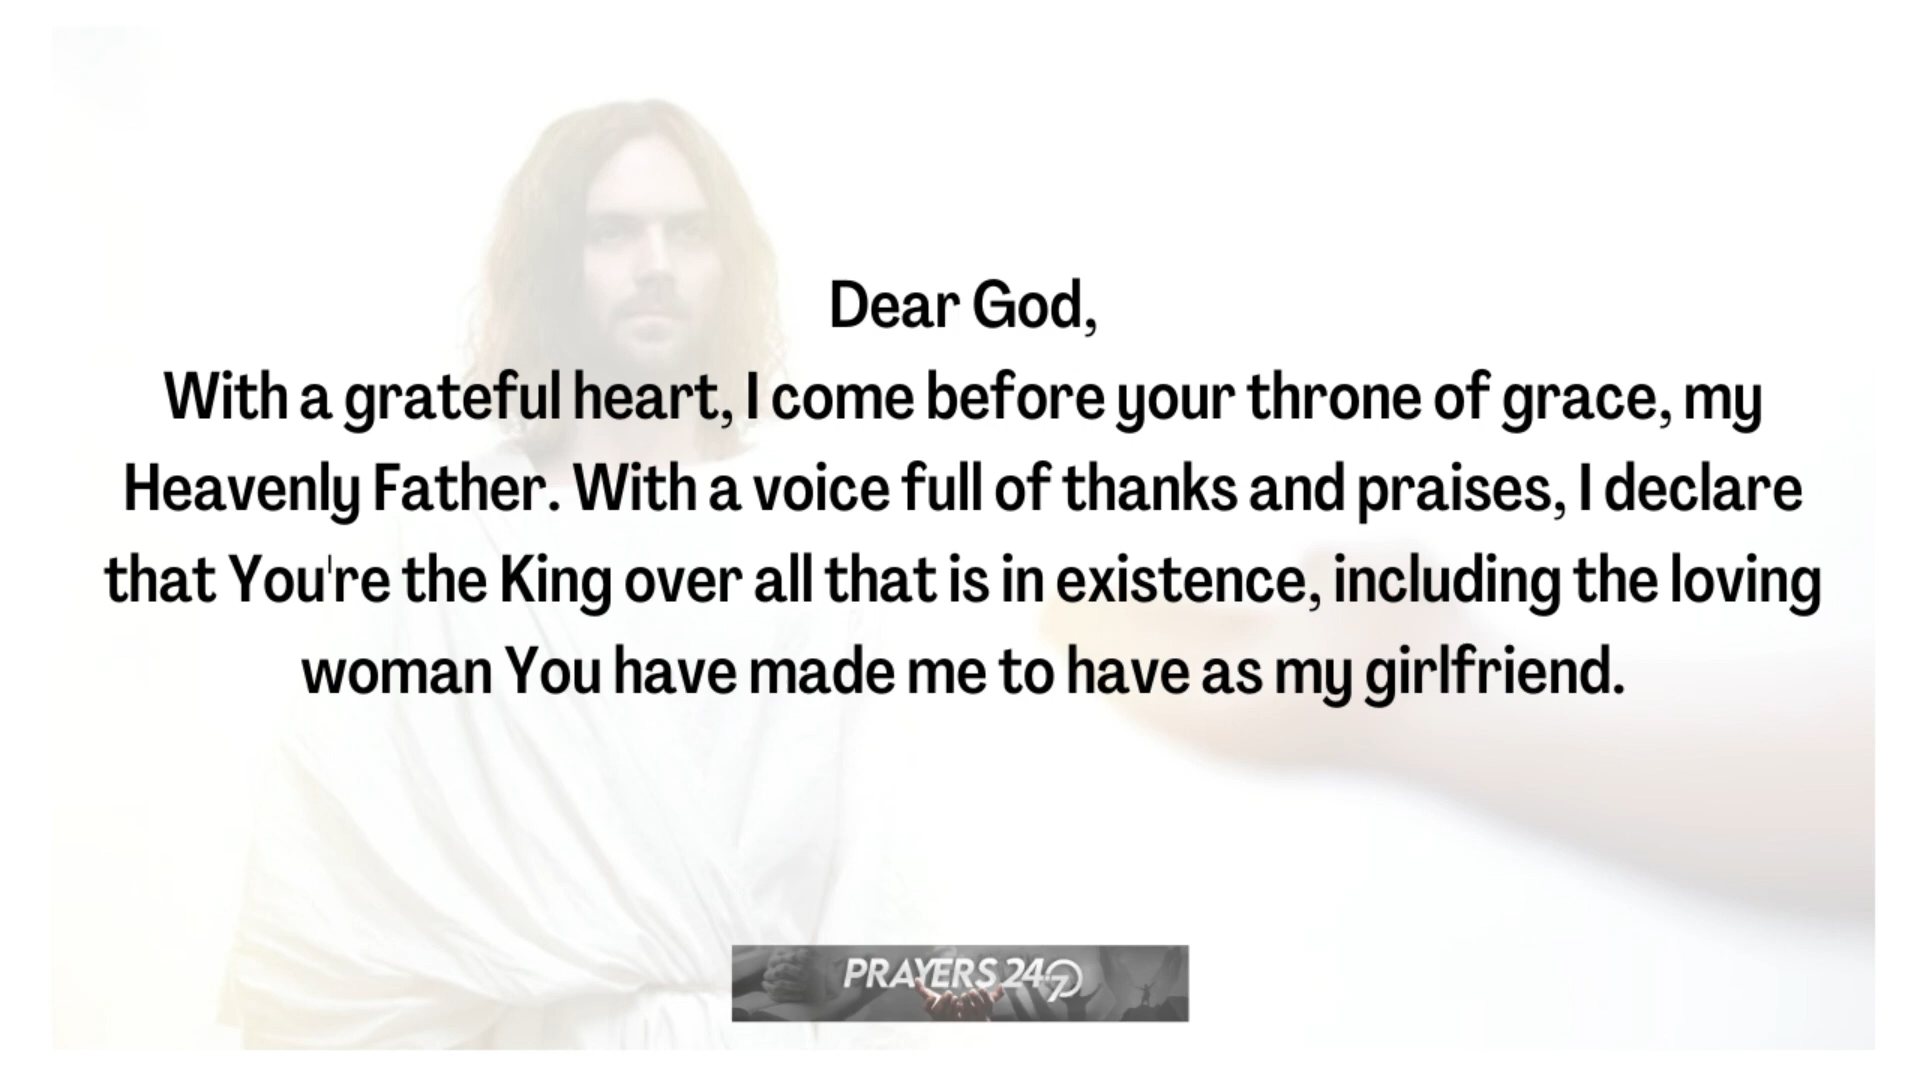 Dear God,
With a grateful heart, I come before your throne of grace, my
Heavenly Father. With a voice full of thanks and praises, I declare
that You're the King over all that is in existence, including the loving
woman You have made me to have as my girlfriend.
PRAYERS 247